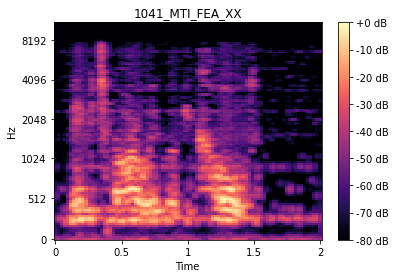 1041_MTI_FEA_XX
8192
4096
2048
1024
512
0
Hz
0
0.5
1
1.5
2
Time
+0 dB
-10 dB
-20 dB
-30 dB
-40 dB
-50 dB
-60 dB
-70 dB
-80 dB